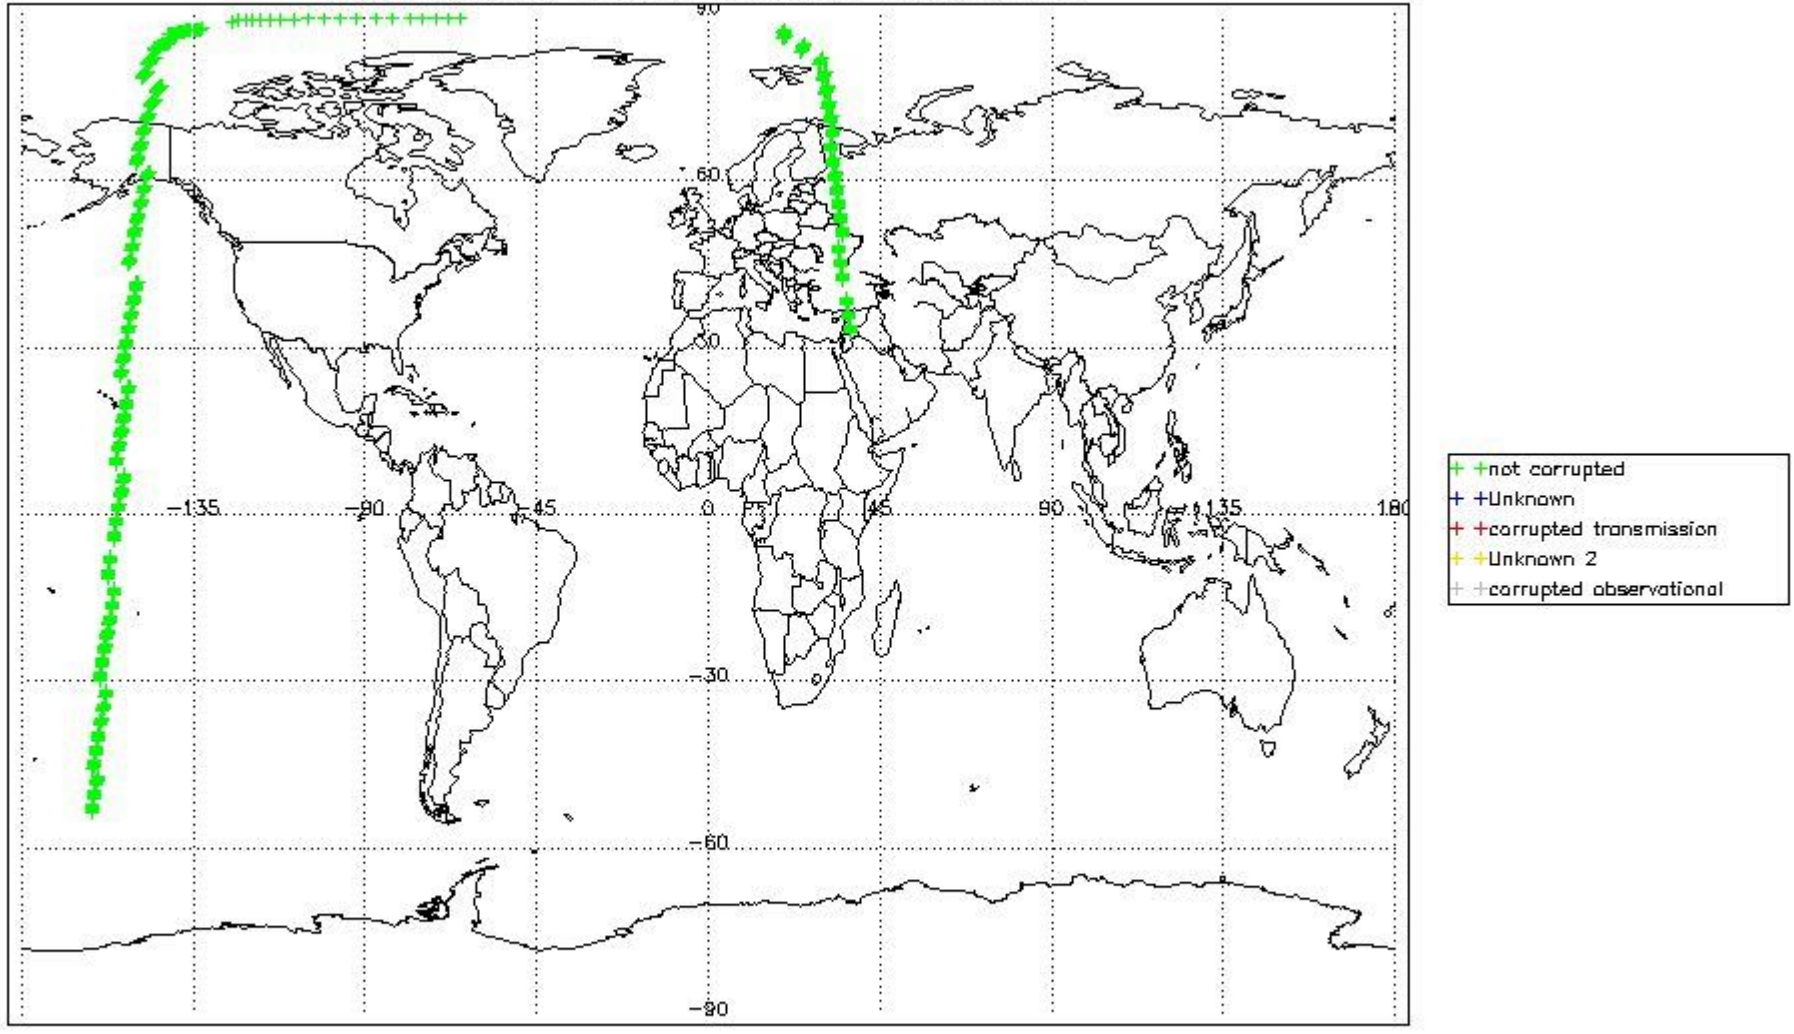 90
60
30
-135 -90 -45 0 45 90 135 180
-30
-60
-90
not corrupted
Unknown
corrupted transmission
Unknown 2
corrupted observational